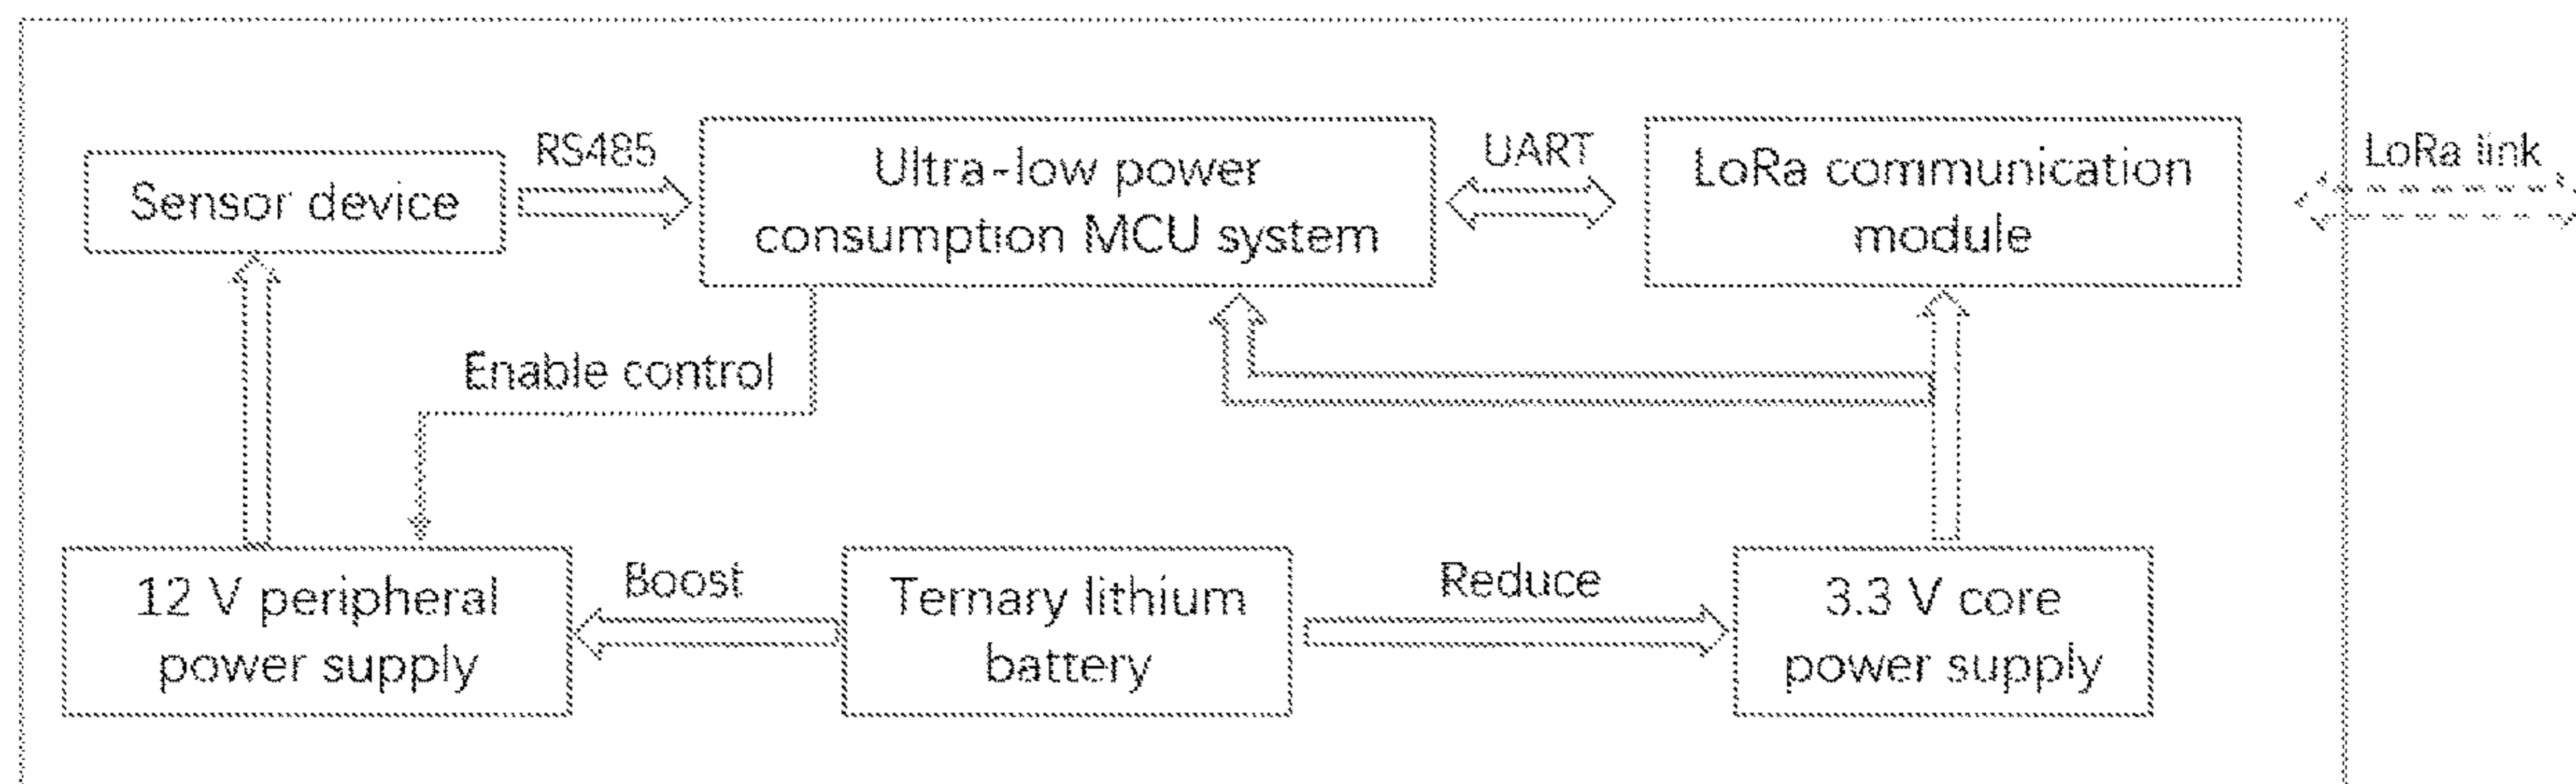 RS485
UART
LoRa link
Sensor device
Ultra-low power
consumption MCU system
LoRa communication
module
Enable control
Boost
Reduce
12 V peripheral
power supply
Ternary lithium
battery
3.3 V core
power supply